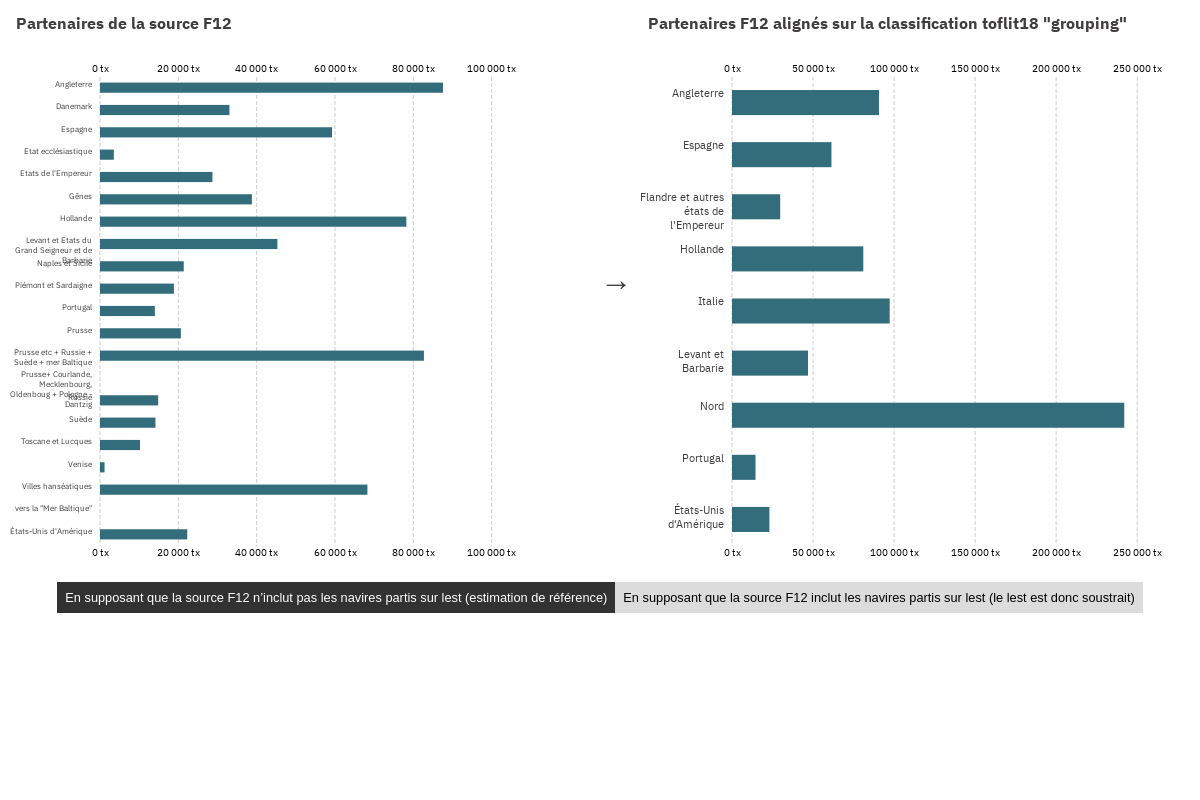 Partenaires de la source F12
0 tx 20 000 tx 40 000 tx 60 000 tx 80 000 tx 100 000 tx
Angleterre
Danemark
Espagne
Etat ecclésiastique
Etats de l'Empereur
Gênes
Hollande
Levant et Etats du
Grand Seigneur et de
Barbarie
Naples et Sicile
Piémont et Sardaigne
Portugal
Prusse
Prusse etc + Russie +
Suède + mer Baltique
Prusse+ Courlande,
Mecklenbourg,
Oldenboug + Pologne,
Dantzig
Russie
Suède
Toscane et Lucques
Venise
Villes hanséatiques
vers la "Mer Baltique"
États-Unis d'Amérique
0 tx 20 000 tx 40 000 tx 60 000 tx 80 000 tx 100 000 tx
→
Partenaires F12 alignés sur la classification toflit18 "grouping"
0 tx 50 000 tx 100 000 tx 150 000 tx 200 000 tx 250 000 tx
Angleterre
Espagne
Flandre et autres
états de
l'Empereur
Hollande
Italie
Levant et
Barbarie
Nord
Portugal
États-Unis
d'Amérique
0 tx 50 000 tx 100 000 tx 150 000 tx 200 000 tx 250 000 tx
En supposant que la source F12 n’inclut pas les navires partis sur lest (estimation de référence)
En supposant que la source F12 inclut les navires partis sur lest (le lest est donc soustrait)